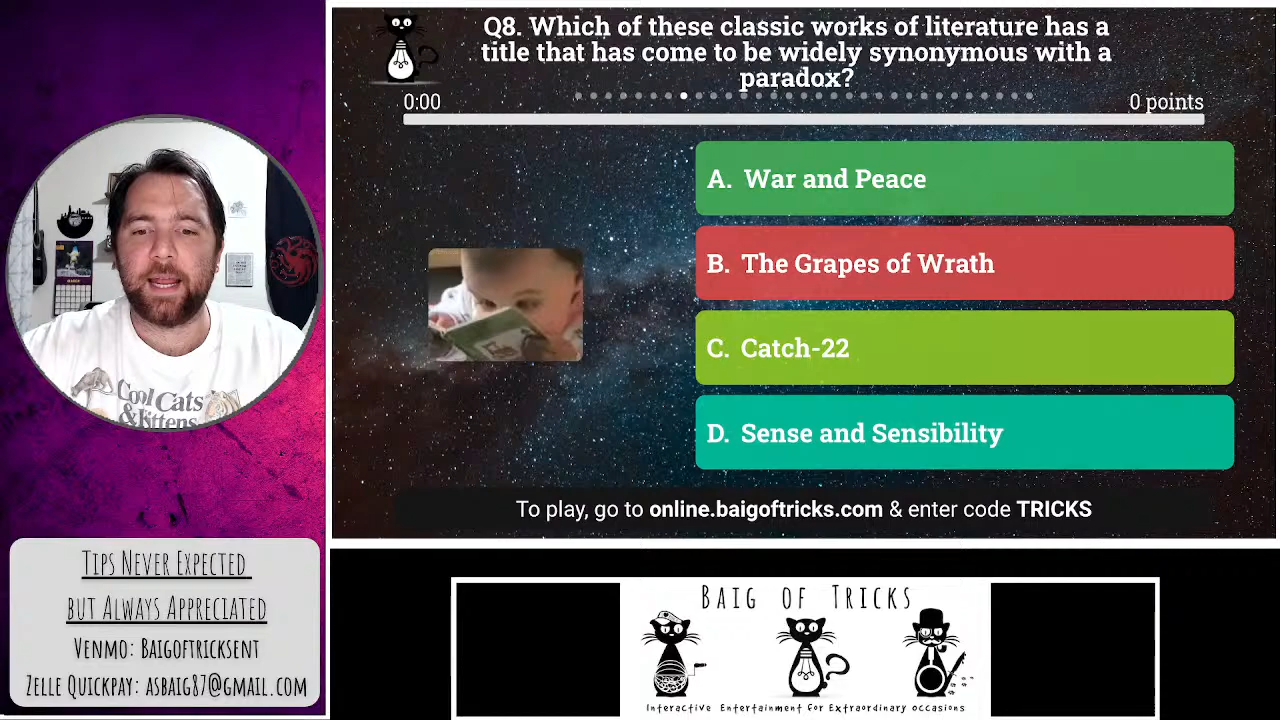 Q8. Which of these classic works of literature has a
title that has come to be widely synonymous with a
paradox?
0:00
0 points
A. War and Peace
B. The Grapes of Wrath
C. Catch-22
D. Sense and Sensibility
To play, go to online.baigoftricks.com & enter code TRICKS
Cool Cats
& Kittens
MARCH
TIPS NEVER EXPECTED
BUT ALWAYS APPRECIATED
VENMO: BAIGOFTRICKSENT
ZELLE QUICKPAY: ASBAIG87@GMAIL.COM
BAIG OF TRICKS
Interactive Entertainment for Extraordinary Occasions